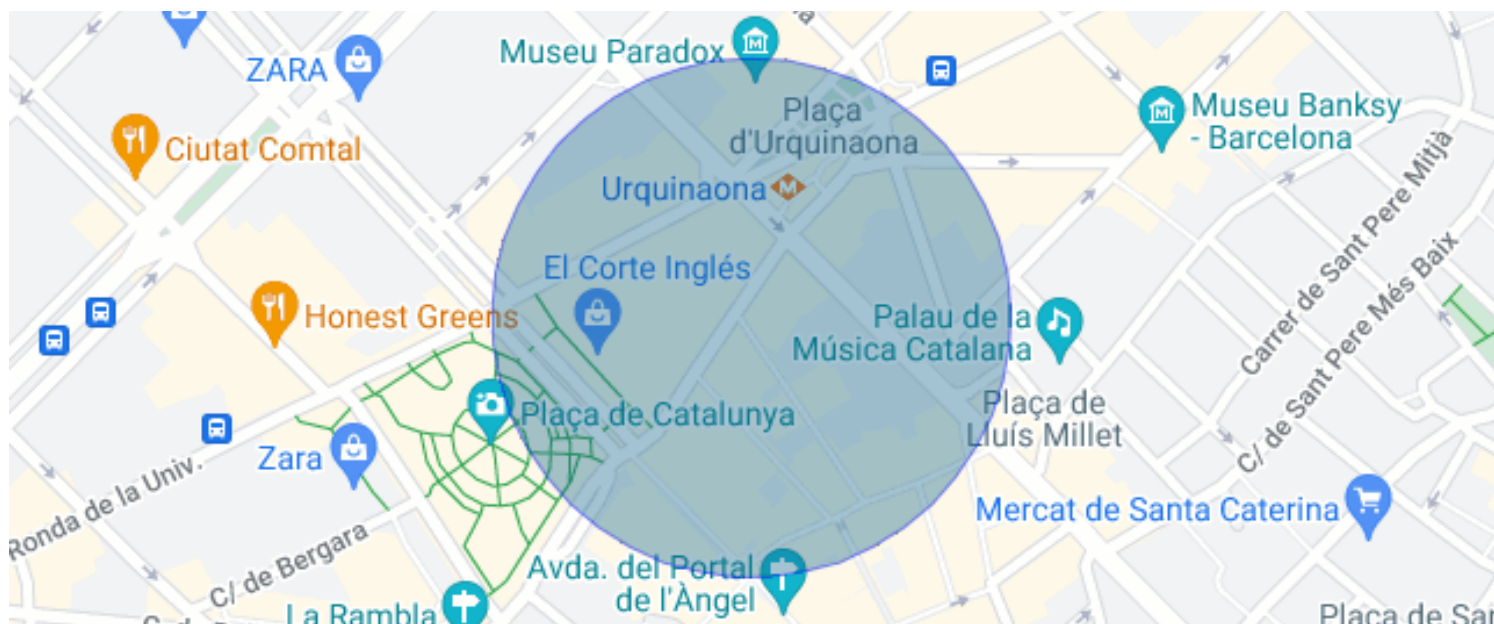 Museu Paradox
ZARA
Plaça
d'Urquinaona
Museu Banksy
- Barcelona
Ciutat Comtal
Urquinaona
M
El Corte Inglés
Honest Greens
Palau de la
Música Catalana
Carrer de Sant Pere Mitjà
C/ de Sant Pere Més Baix
Plaça de Catalunya
Plaça de
Lluís Millet
Zara
Ronda de la Univ.
Mercat de Santa Caterina
C/ de Bergara
Avda. del Portal
de l'Àngel
La Rambla
Plaça de